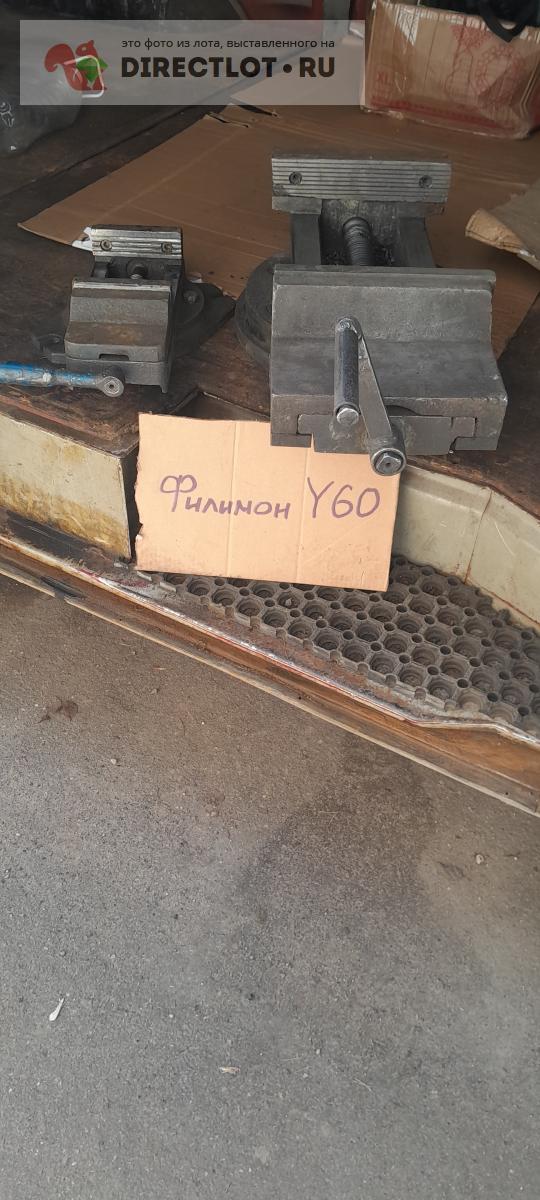 это фото из лота, выставленного на
DIRECTLOT • RU
Филимон Y60